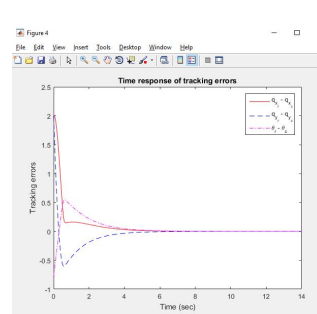 Figure 4
File Edit View Insert Tools Desktop Window Help
Time response of tracking errors
2.5
2
1.5
1
0.5
0
-0.5
-1
Tracking errors
0 2 4 6 8 10 12 14
Time (sec)